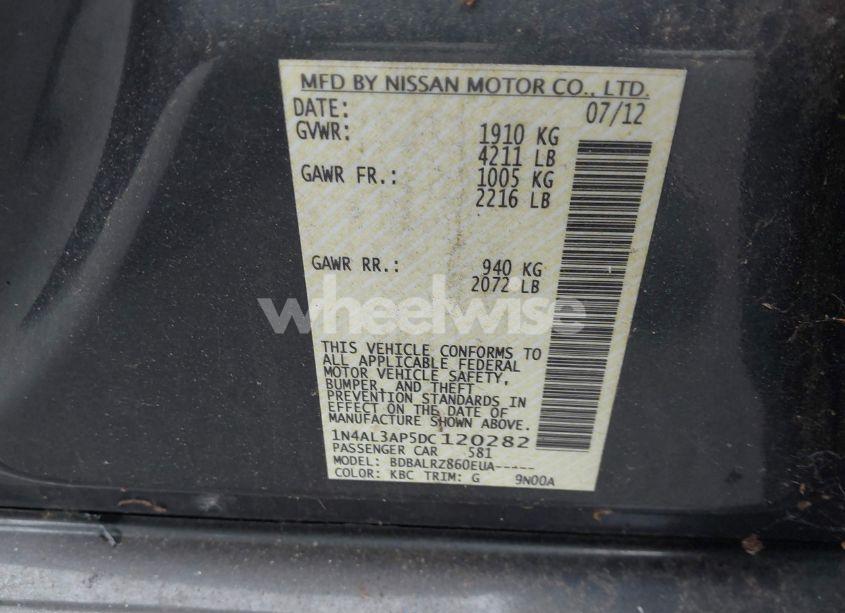 MFD BY NISSAN MOTOR CO., LTD.
DATE: 07/12
GVWR: 1910 KG
4211 LB
GAWR FR.: 1005 KG
2216 LB
GAWR RR.: 940 KG
2072 LB
wheelwise
THIS VEHICLE CONFORMS TO
ALL APPLICABLE FEDERAL
MOTOR VEHICLE SAFETY,
BUMPER, AND THEFT
PREVENTION STANDARDS IN
EFFECT ON THE DATE OF
MANUFACTURE SHOWN ABOVE.
1N4AL3AP5DC120282
PASSENGER CAR 581
MODEL: BDBALRZ860EUA-----
COLOR: KBC TRIM: G 9N00A